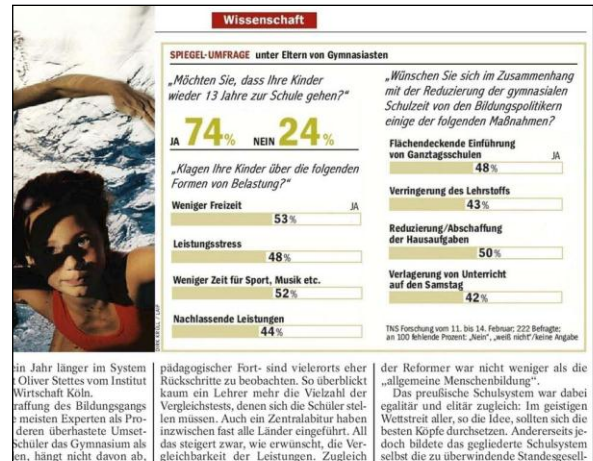 Wissenschaft
SPIEGEL-UMFRAGE unter Eltern von Gymnasiasten
„Möchten Sie, dass Ihre Kinder
wieder 13 Jahre zur Schule gehen?“
JA 74% NEIN 24%
„Klagen Ihre Kinder über die folgenden
Formen von Belastung?“
Weniger Freizeit JA
53%
Leistungsstress
48%
Weniger Zeit für Sport, Musik etc.
52%
Nachlassende Leistungen
44%
„Wünschen Sie sich im Zusammenhang
mit der Reduzierung der gymnasialen
Schulzeit von den Bildungspolitikern
einige der folgenden Maßnahmen?
Flächendeckende Einführung
von Ganztagsschulen JA
48%
Verringerung des Lehrstoffs
43%
Reduzierung/Abschaffung
der Hausaufgaben
50%
Verlagerung von Unterricht
auf den Samstag
42%
TNS Forschung vom 11. bis 14. Februar; 222 Befragte;
an 100 fehlende Prozent: „Nein“, „weiß nicht“/keine Angabe
DIRK KRÜLL / LAIF
ein Jahr länger im System
Oliver Stettes vom Institut
Wirtschaft Köln.
raffung des Bildungsgangs
e meisten Experten als Pro-
deren überhastete Umset-
Schüler das Gymnasium als
en, hängt nicht davon ab,
pädagogischer Fort- sind vielerorts eher
Rückschritte zu beobachten. So überblickt
kaum ein Lehrer mehr die Vielzahl der
Vergleichstests, denen sich die Schüler stel-
len müssen. Auch ein Zentralabitur haben
inzwischen fast alle Länder eingeführt. All
das steigert zwar, wie erwünscht, die Ver-
gleichbarkeit der Leistungen. Zugleich
der Reformer war nicht weniger als die
„allgemeine Menschenbildung“.
Das preußische Schulsystem war dabei
egalitär und elitär zugleich: Im geistigen
Wettstreit aller, so die Idee, sollten sich die
besten Köpfe durchsetzen. Andererseits je-
doch bildete das gegliederte Schulsystem
selbst die zu überwindende Standesgesell-